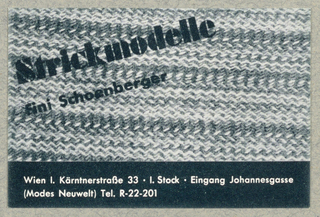 Strickmodelle
fini Schoenberger
Wien I. Kärntnerstraße 33 · I. Stock · Eingang Johannesgasse
(Modes Neuwelt) Tel. R-22-201